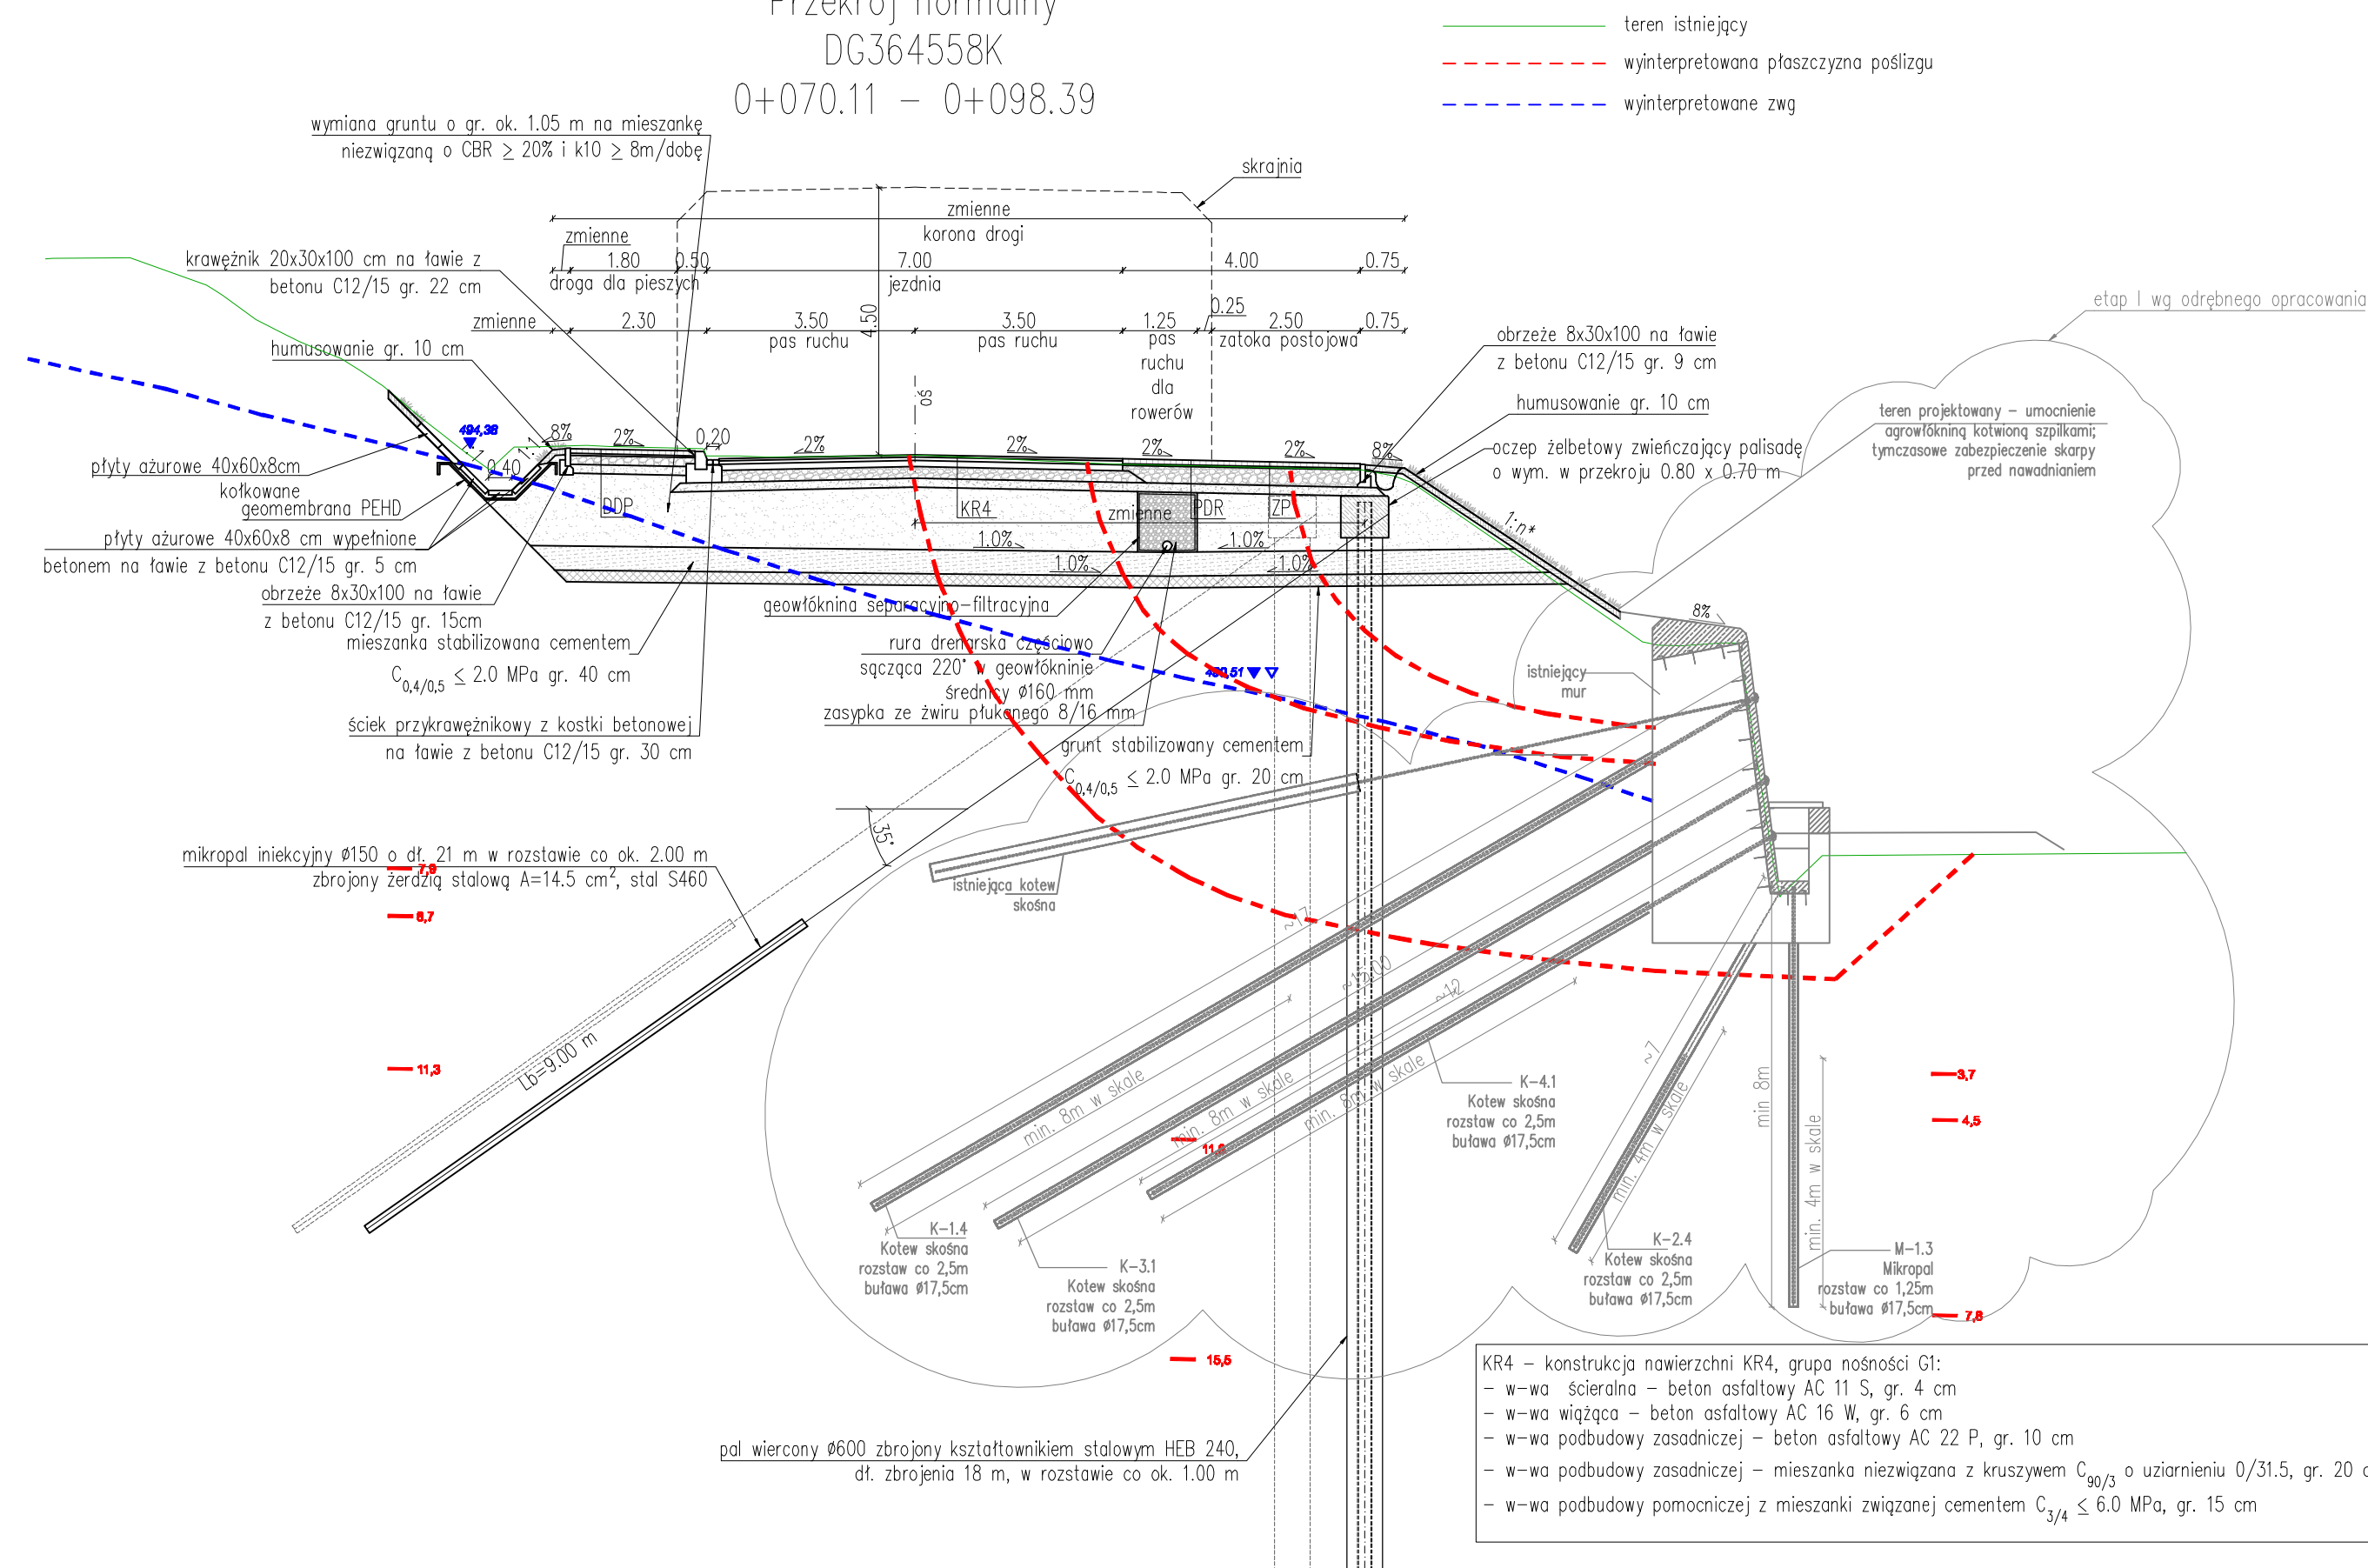 Przekrój normalny
DG364558K
0+070.11 – 0+098.39
teren istniejący
wyinterpretowana płaszczyzna poślizgu
wyinterpretowane zwg
wymiana gruntu o gr. ok. 1.05 m na mieszankę
niezwiązaną o CBR ≥ 20% i k10 ≥ 8m/dobę
skrajnia
zmienne
korona drogi
zmienne
1.80
0.50
7.00
4.00
0.75
droga dla pieszych
jezdnia
krawężnik 20x30x100 cm na ławie z
betonu C12/15 gr. 22 cm
4.50
0.25
zmienne
2.30
3.50
3.50
1.25
2.50
0.75
pas ruchu
pas ruchu
pas
ruchu
dla
rowerów
zatoka postojowa
etap I wg odrębnego opracowania
obrzeże 8x30x100 na ławie
z betonu C12/15 gr. 9 cm
humusowanie gr. 10 cm
humusowanie gr. 10 cm
oś
teren projektowany – umocnienie
agrowłókniną kotwioną szpilkami;
tymczasowe zabezpieczenie skarpy
przed nawadnianiem
oczep żelbetowy zwieńczający palisadę
o wym. w przekroju 0.80 x 0.70 m
494,38
8%
2%
0.20
2%
2%
2%
2%
8%
1:1
0.40
płyty ażurowe 40x60x8cm
kołkowane
geomembrana PEHD
DDP
KR4
zmienne
PDR
ZP
1:n*
płyty ażurowe 40x60x8 cm wypełnione
betonem na ławie z betonu C12/15 gr. 5 cm
1.0%
1.0%
1.0%
1.0%
obrzeże 8x30x100 na ławie
z betonu C12/15 gr. 15cm
geowłóknina separacyjno-filtracyjna
8%
mieszanka stabilizowana cementem
C0,4/0,5 ≤ 2.0 MPa gr. 40 cm
rura drenarska częściowo
sącząca 220° w geowłókninie
średnicy Ø160 mm
zasypka ze żwiru płukanego 8/16 mm
490,51
istniejący
mur
ściek przykrawężnikowy z kostki betonowej
na ławie z betonu C12/15 gr. 30 cm
grunt stabilizowany cementem
C0,4/0,5 ≤ 2.0 MPa gr. 20 cm
35°
mikropal iniekcyjny Ø150 o dł. 21 m w rozstawie co ok. 2.00 m
zbrojony żerdzią stalową A=14.5 cm2, stal S460
7,9
6,7
11,3
istniejąca kotew
skośna
~17
~15.00
~12
~7
Lb=9.00 m
min. 8m w skale
min. 8m w skale
min. 8m w skale
min. 4m w skale
min 8m
min. 4m w skale
3,7
4,5
7,8
15,5
K-4.1
Kotew skośna
rozstaw co 2,5m
buława Ø17,5cm
K-1.4
Kotew skośna
rozstaw co 2,5m
buława Ø17,5cm
K-3.1
Kotew skośna
rozstaw co 2,5m
buława Ø17,5cm
K-2.4
Kotew skośna
rozstaw co 2,5m
buława Ø17,5cm
M-1.3
Mikropal
rozstaw co 1,25m
buława Ø17,5cm
pal wiercony Ø600 zbrojony kształtownikiem stalowym HEB 240,
dł. zbrojenia 18 m, w rozstawie co ok. 1.00 m
KR4 – konstrukcja nawierzchni KR4, grupa nośności G1:
– w-wa ścieralna – beton asfaltowy AC 11 S, gr. 4 cm
– w-wa wiążąca – beton asfaltowy AC 16 W, gr. 6 cm
– w-wa podbudowy zasadniczej – beton asfaltowy AC 22 P, gr. 10 cm
– w-wa podbudowy zasadniczej – mieszanka niezwiązana z kruszywem C90/3 o uziarnieniu 0/31.5, gr. 20
– w-wa podbudowy pomocniczej z mieszanki związanej cementem C3/4 ≤ 6.0 MPa, gr. 15 cm